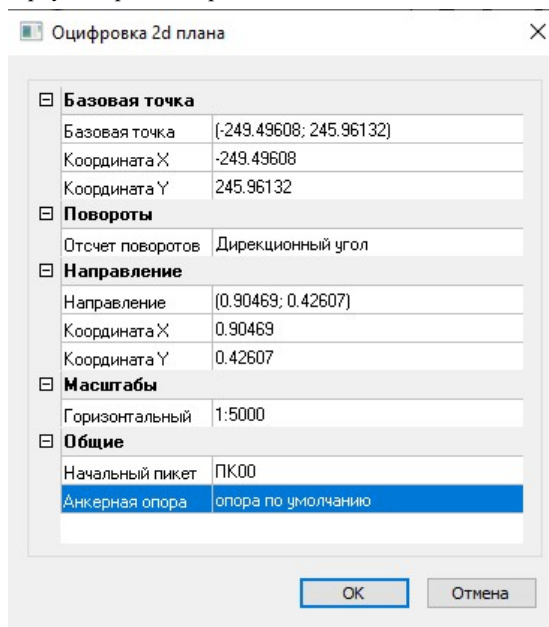 Оцифровка 2d плана
Базовая точка
Базовая точка (-249.49608; 245.96132)
Координата X -249.49608
Координата Y 245.96132
Повороты
Отсчет поворотов Дирекционный угол
Направление
Направление (0.90469; 0.42607)
Координата X 0.90469
Координата Y 0.42607
Масштабы
Горизонтальный 1:5000
Общие
Начальный пикет ПК00
Анкерная опора опора по умолчанию
OK Отмена